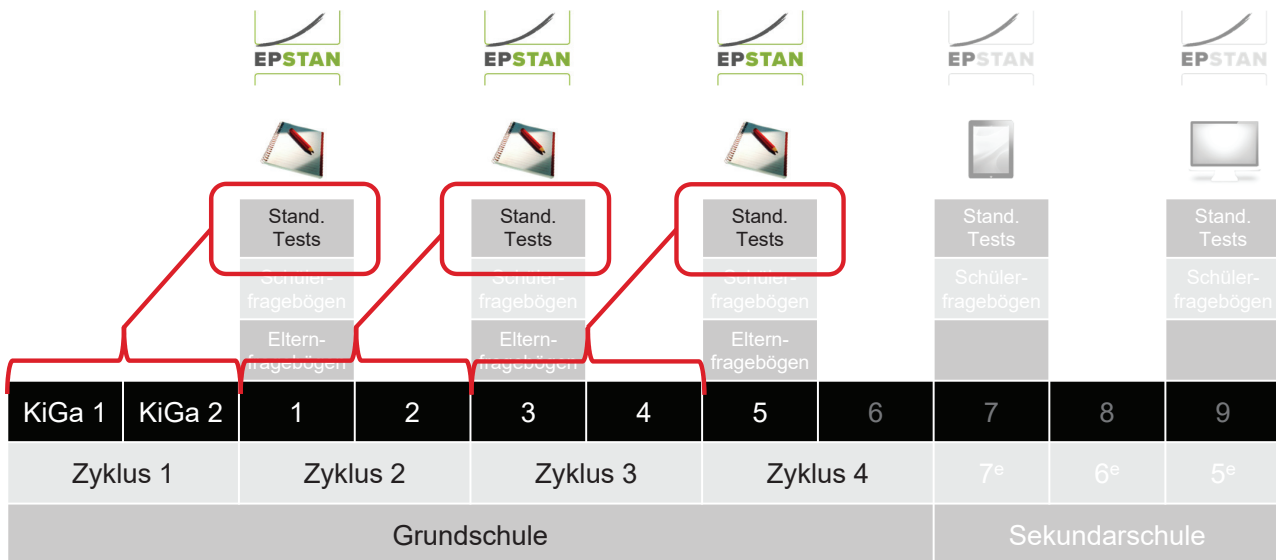 EPSTAN EPSTAN EPSTAN EPSTAN EPSTAN
Stand. Stand. Stand. Stand. Stand.
Tests Tests Tests Tests Tests
Schüler- Schüler- Schüler- Schüler- Schüler-
fragebögen fragebögen fragebögen fragebögen fragebögen
Eltern- Eltern- Eltern-
fragebögen fragebögen fragebögen
KiGa 1 KiGa 2 1 2 3 4 5 6 7 8 9
Zyklus 1 Zyklus 2 Zyklus 3 Zyklus 4 7e 6e 5e
Grundschule Sekundarschule